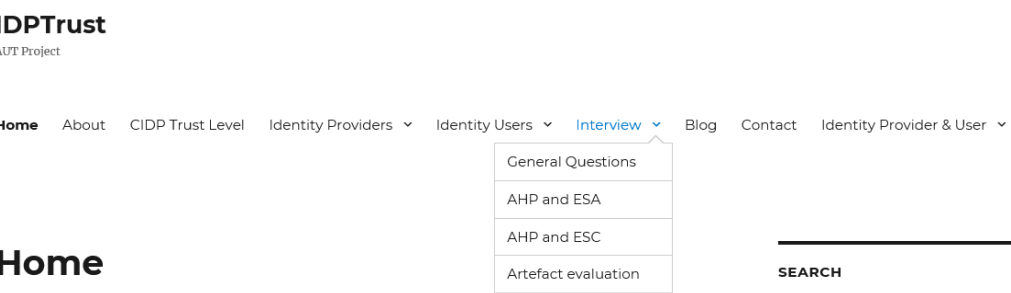 IDPTrust
AUT Project
Home About CIDP Trust Level Identity Providers Identity Users Interview Blog Contact Identity Provider & User
General Questions
AHP and ESA
AHP and ESC
Artefact evaluation
Home
SEARCH